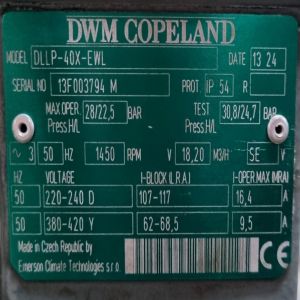 DWM COPELAND
MODEL DLLP-40X-EWL DATE 13 24
SERIAL NO 13F003794 M PROT IP 54 R
MAX.OPER. Press.H/L 28/22,5 BAR TEST Press.H/L 30,8/24,7 BAR
~ 3 50 HZ 1450 RPM V 18,20 M3/H SE V
HZ VOLTAGE I-BLOCK (L.R.A.) I-OPER.MAX (MRA)
50 220-240 D 107-117 16,4 A
50 380-420 Y 62-68,5 9,5 A
Made in Czech Republic by
Emerson Climate Technologies s.r.o.
CE